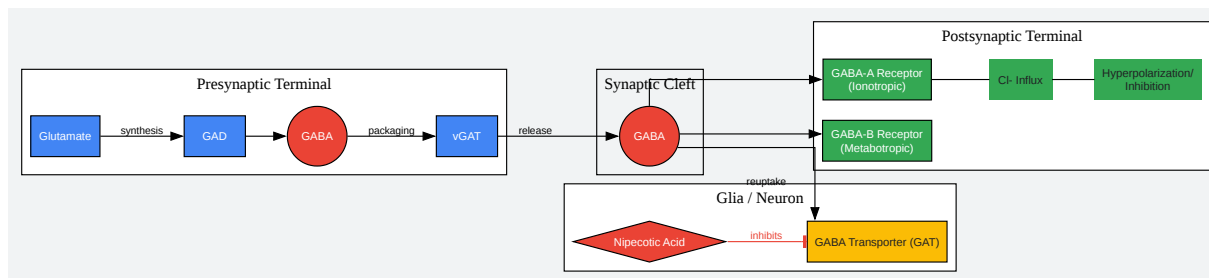 Presynaptic Terminal
Glutamate
synthesis
GAD
GABA
packaging
vGAT
release
Synaptic Cleft
GABA
Postsynaptic Terminal
GABA-A Receptor
(Ionotropic)
Cl- Influx
Hyperpolarization/
Inhibition
GABA-B Receptor
(Metabotropic)
reuptake
Glia / Neuron
Nipecotic Acid
inhibits
GABA Transporter (GAT)